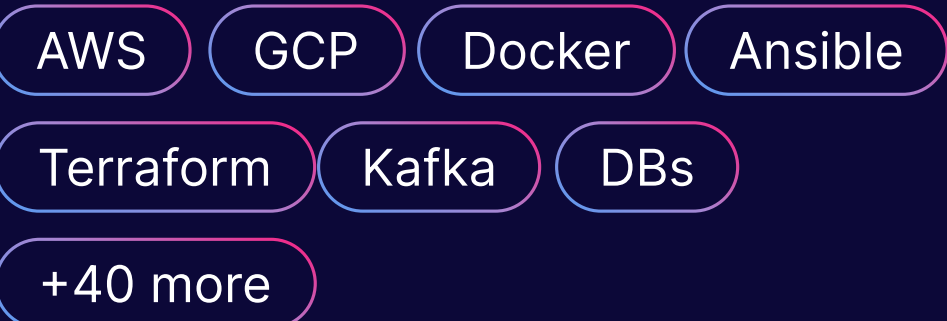 AWS GCP Docker Ansible
Terraform Kafka DBs
+40 more